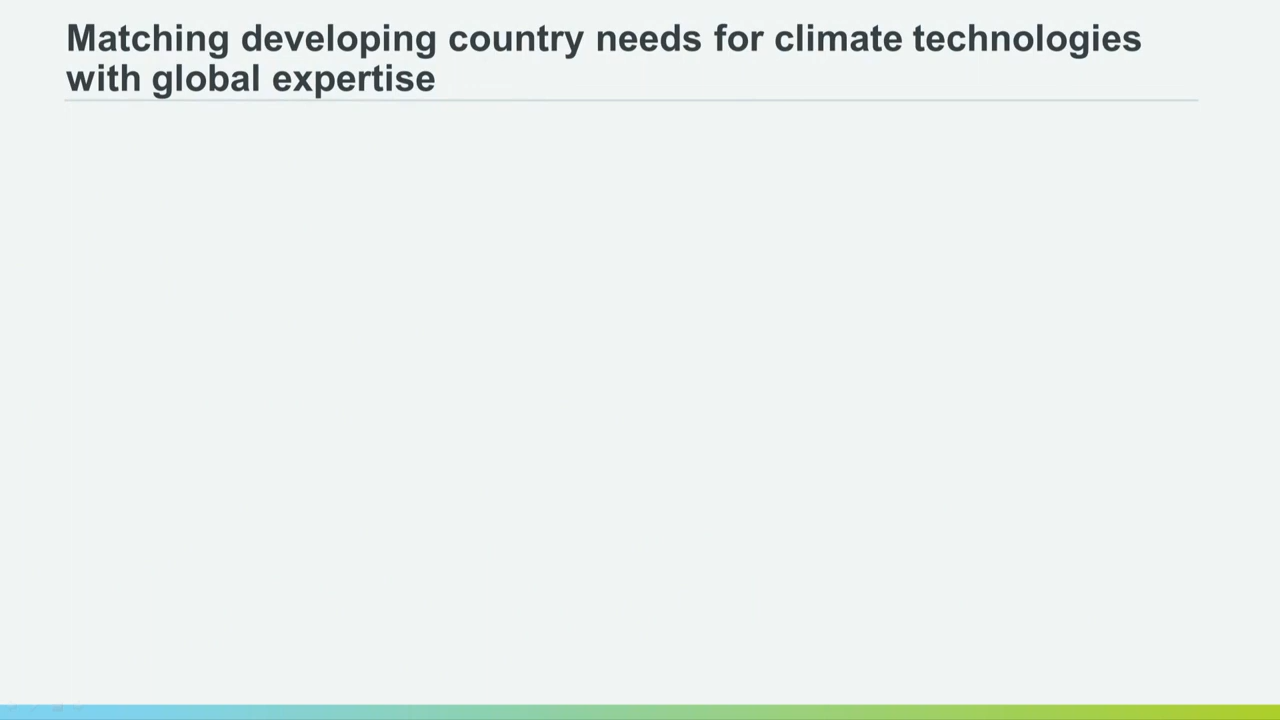 Matching developing country needs for climate technologies
with global expertise